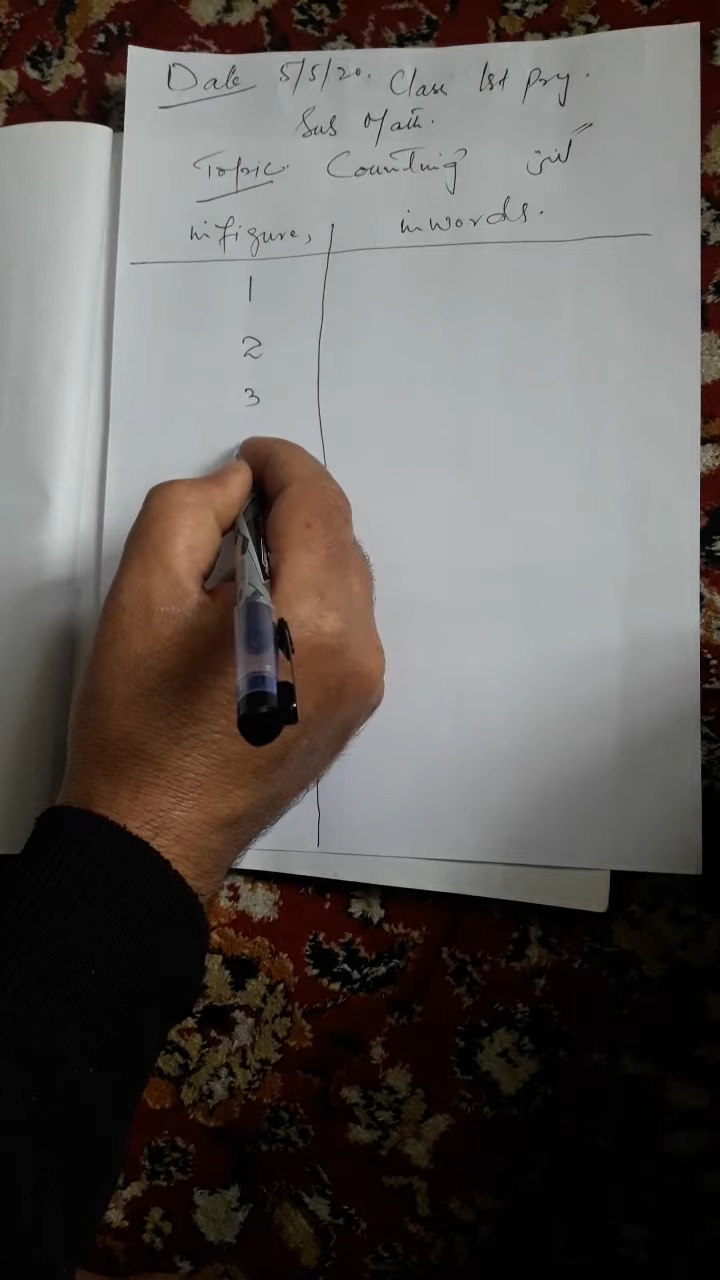 Date 5/5/20. Class 1st pry.
Sub Math.
Topic. Counting گنتی
in figure, in words.
1
2
3